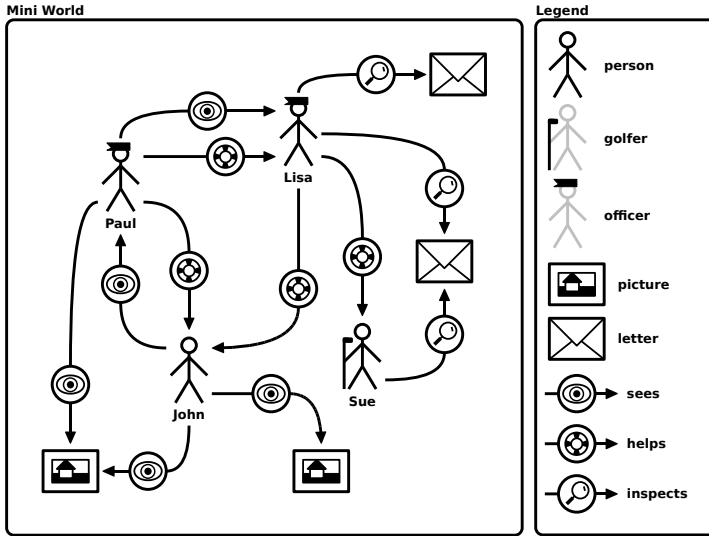 Mini World
Legend
person
golfer
officer
picture
letter
sees
helps
inspects
Lisa
Paul
Sue
John